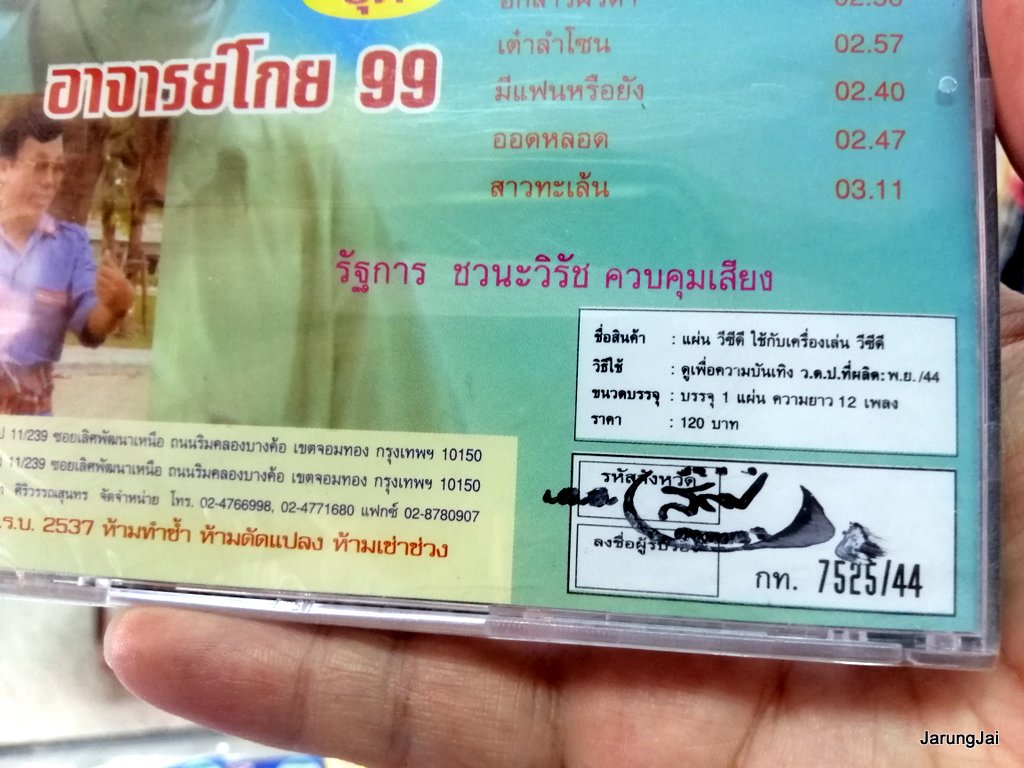 ชุด
02.50
เต๋าลำโซน 02.57
มีแฟนหรือยัง 02.40
ออดหลอด 02.47
สาวทะเล้น 03.11
อาจารย์โกย 99
รัฐการ ชวนะวิรัช ควบคุมเสียง
ชื่อสินค้า : แผ่น วีซีดี ใช้กับเครื่องเล่น วีซีดี
วิธีใช้ : ดูเพื่อความบันเทิง ว.ด.ป.ที่ผลิต: พ.ย./44
ขนาดบรรจุ : บรรจุ 1 แผ่น ความยาว 12 เพลง
ราคา : 120 บาท
11/239 ซอยเลิศพัฒนาเหนือ ถนนริมคลองบางค้อ เขตจอมทอง กรุงเทพฯ 10150
11/239 ซอยเลิศพัฒนาเหนือ ถนนริมคลองบางค้อ เขตจอมทอง กรุงเทพฯ 10150
ศิริวรรณสุนทร จัดจำหน่าย โทร. 02-4766998, 02-4771680 แฟกซ์ 02-8780907
ร.บ. 2537 ห้ามทำซ้ำ ห้ามดัดแปลง ห้ามเช่าช่วง
รหัสจังหวัด
ลงชื่อผู้รับรอง
กท. 7525/44
JarungJai